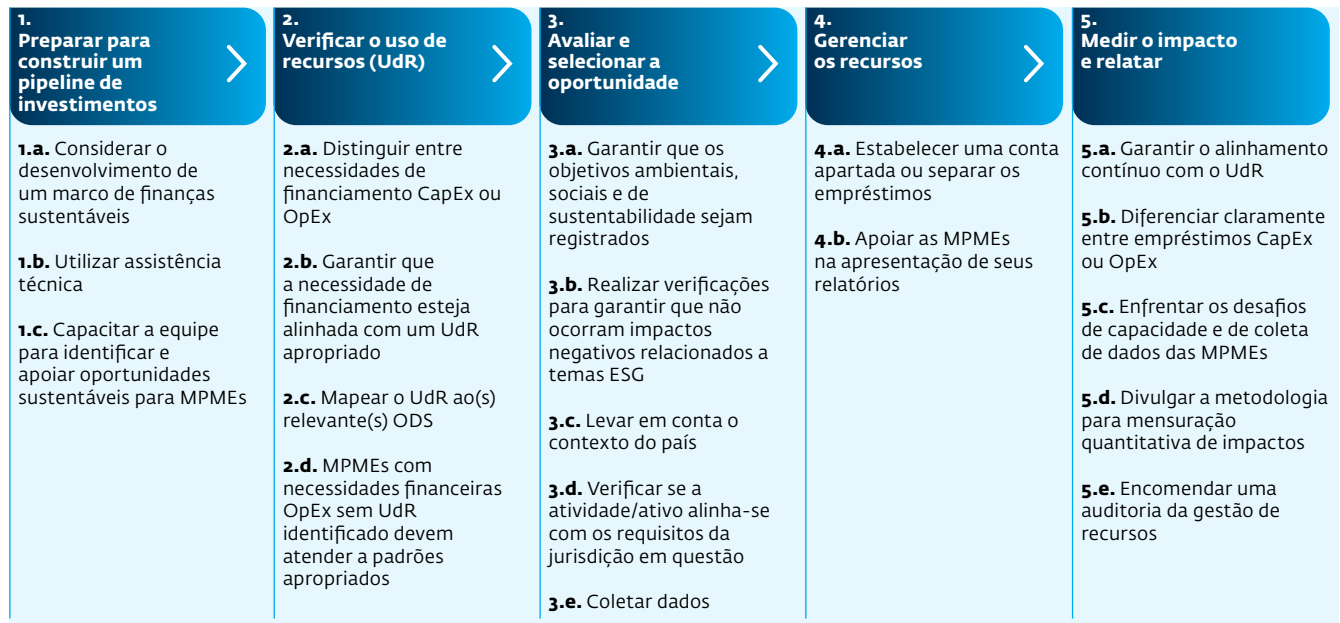 1.
Preparar para
construir um
pipeline de
investimentos
1.a. Considerar o
desenvolvimento de
um marco de finanças
sustentáveis
1.b. Utilizar assistência
técnica
1.c. Capacitar a equipe
para identificar e
apoiar oportunidades
sustentáveis para MPMEs
2.
Verificar o uso de
recursos (UdR)
2.a. Distinguir entre
necessidades de
financiamento CapEx ou
OpEx
2.b. Garantir que
a necessidade de
financiamento esteja
alinhada com um UdR
apropriado
2.c. Mapear o UdR ao(s)
relevante(s) ODS
2.d. MPMEs com
necessidades financeiras
OpEx sem UdR
identificado devem
atender a padrões
apropriados
3.
Avaliar e
selecionar a
oportunidade
3.a. Garantir que os
objetivos ambientais,
sociais e de
sustentabilidade sejam
registrados
3.b. Realizar verificações
para garantir que não
ocorram impactos
negativos relacionados a
temas ESG
3.c. Levar em conta o
contexto do país
3.d. Verificar se a
atividade/ativo alinha-se
com os requisitos da
jurisdição em questão
3.e. Coletar dados
4.
Gerenciar
os recursos
4.a. Estabelecer uma conta
apartada ou separar os
empréstimos
4.b. Apoiar as MPMEs
na apresentação de seus
relatórios
5.
Medir o impacto
e relatar
5.a. Garantir o alinhamento
contínuo com o UdR
5.b. Diferenciar claramente
entre empréstimos CapEx
ou OpEx
5.c. Enfrentar os desafios
de capacidade e de coleta
de dados das MPMEs
5.d. Divulgar a metodologia
para mensuração
quantitativa de impactos
5.e. Encomendar uma
auditoria da gestão de
recursos